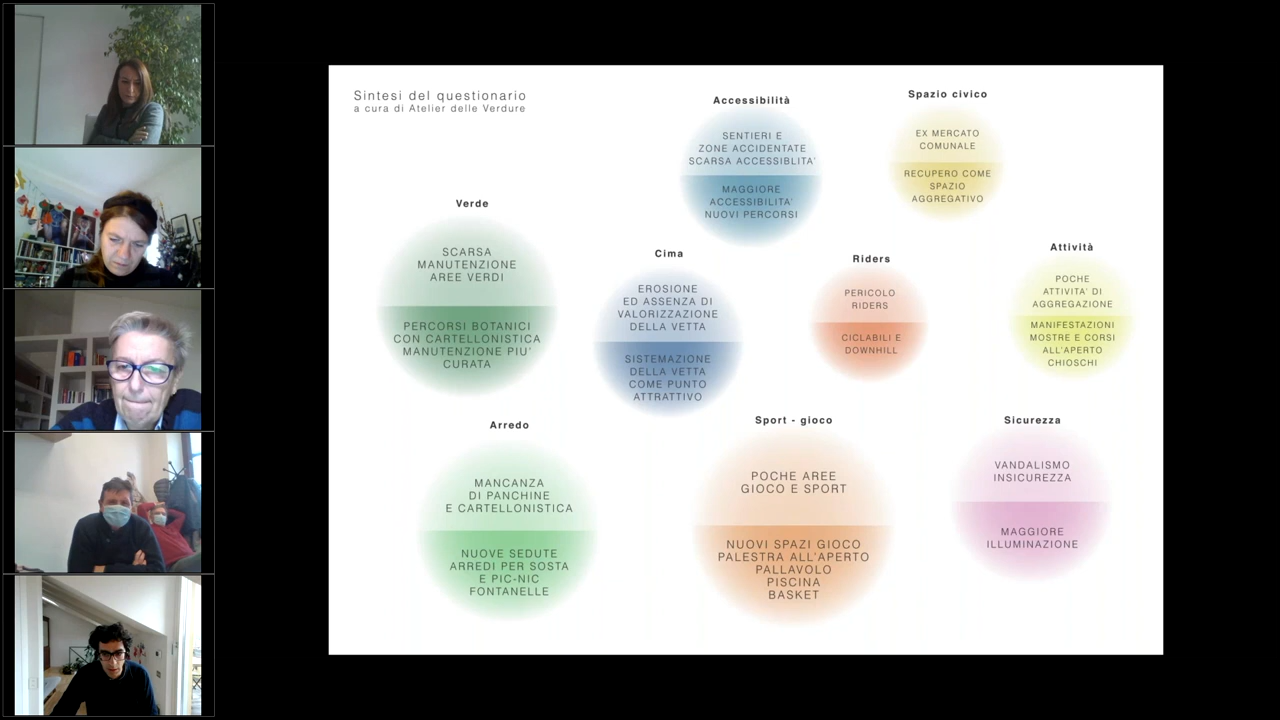 Sintesi del questionario
a cura di Atelier delle Verdure
Accessibilità
SENTIERI E
ZONE ACCIDENTATE
SCARSA ACCESSIBLITA'
MAGGIORE
ACCESSIBILITA'
NUOVI PERCORSI
Spazio civico
EX MERCATO
COMUNALE
RECUPERO COME
SPAZIO
AGGREGATIVO
Verde
SCARSA
MANUTENZIONE
AREE VERDI
PERCORSI BOTANICI
CON CARTELLONISTICA
MANUTENZIONE PIU'
CURATA
Cima
EROSIONE
ED ASSENZA DI
VALORIZZAZIONE
DELLA VETTA
SISTEMAZIONE
DELLA VETTA
COME PUNTO
ATTRATTIVO
Riders
PERICOLO
RIDERS
CICLABILI E
DOWNHILL
Attività
POCHE
ATTIVITA' DI
AGGREGAZIONE
MANIFESTAZIONI
MOSTRE E CORSI
ALL'APERTO
CHIOSCHI
Arredo
MANCANZA
DI PANCHINE
E CARTELLONISTICA
NUOVE SEDUTE
ARREDI PER SOSTA
E PIC-NIC
FONTANELLE
Sport - gioco
POCHE AREE
GIOCO E SPORT
NUOVI SPAZI GIOCO
PALESTRA ALL'APERTO
PALLAVOLO
PISCINA
BASKET
Sicurezza
VANDALISMO
INSICUREZZA
MAGGIORE
ILLUMINAZIONE